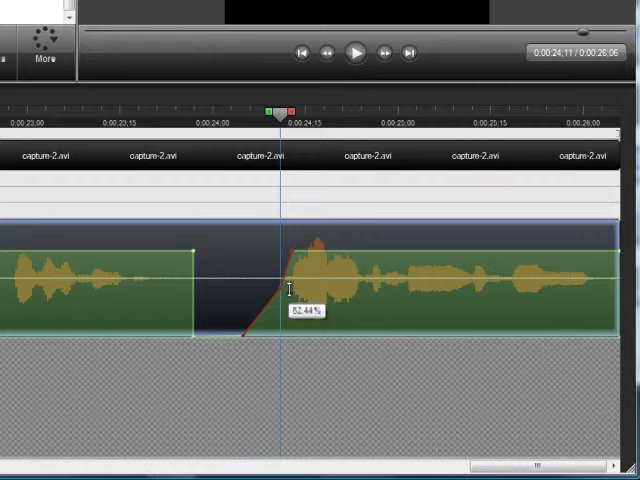 s
More
0:00:24;11 / 0:00:26;06
0:00:23;00 0:00:23;15 0:00:24;00 0:00:24;15 0:00:25;00 0:00:25;15 0:00:26;00
capture-2.avi capture-2.avi capture-2.avi capture-2.avi capture-2.avi capture-2.avi